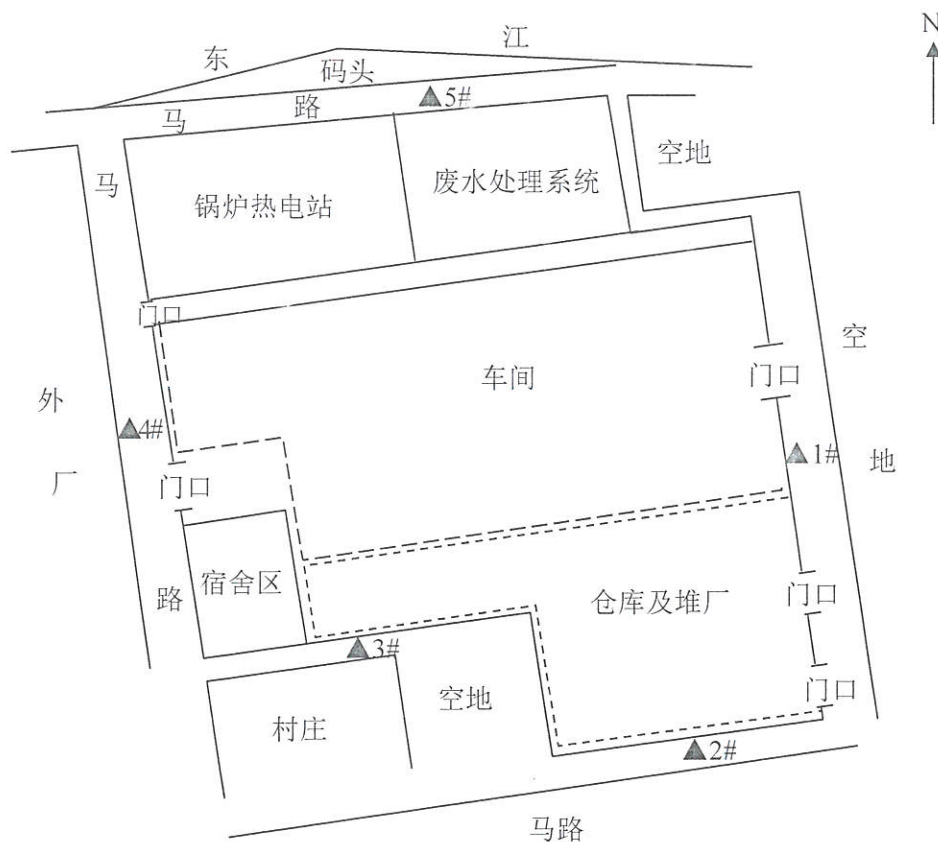 N
东 江
码头
马 路
▲5#
空地
马
废水处理系统
锅炉热电站
门口
空
车间
门口
外
▲4#
▲1#
地
厂
门口
宿舍区
路
仓库及堆厂
门口
▲3#
空地
门口
村庄
▲2#
马路